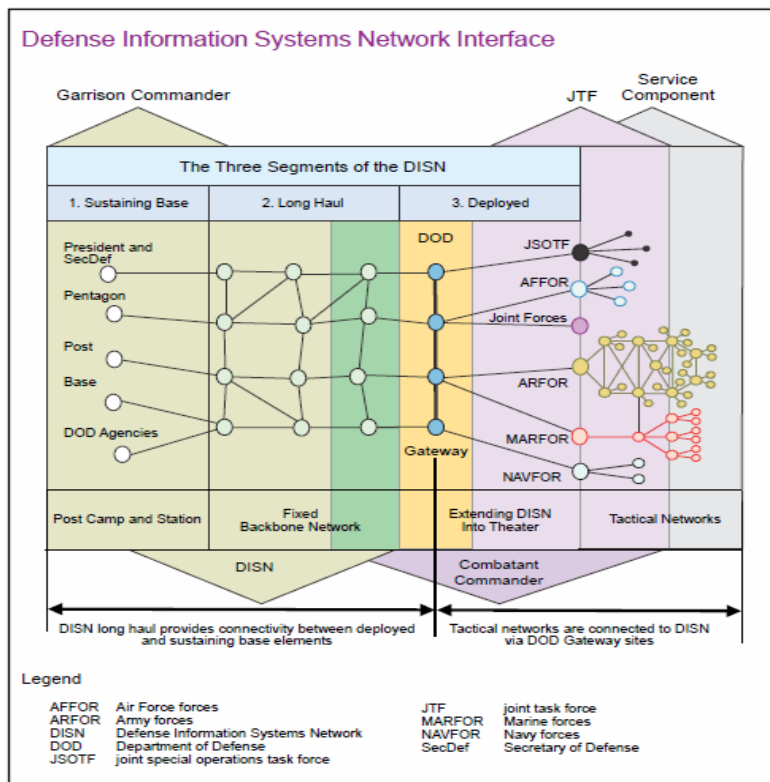 Defense Information Systems Network Interface
Garrison Commander
JTF
Service
Component
The Three Segments of the DISN
1. Sustaining Base
2. Long Haul
3. Deployed
President and
SecDef
Pentagon
Post
Base
DOD Agencies
DOD
Gateway
JSOTF
AFFOR
Joint Forces
ARFOR
MARFOR
NAVFOR
Post Camp and Station
Fixed
Backbone Network
Extending DISN
Into Theater
Tactical Networks
DISN
Combatant
Commander
DISN long haul provides connectivity between deployed
and sustaining base elements
Tactical networks are connected to DISN
via DOD Gateway sites
Legend
AFFOR Air Force forces
ARFOR Army forces
DISN Defense Information Systems Network
DOD Department of Defense
JSOTF joint special operations task force
JTF joint task force
MARFOR Marine forces
NAVFOR Navy forces
SecDef Secretary of Defense